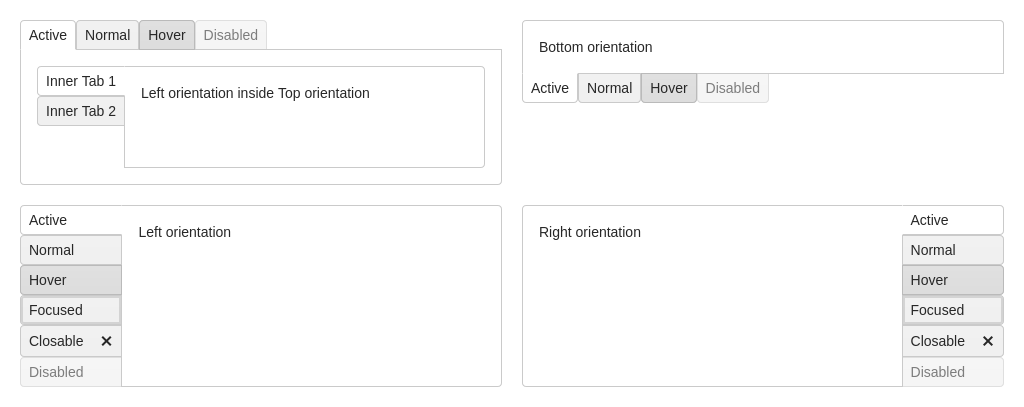 Active Normal Hover Disabled
Inner Tab 1
Inner Tab 2
Left orientation inside Top orientation
Bottom orientation
Active Normal Hover Disabled
Active
Normal
Hover
Focused
Closable ✕
Disabled
Left orientation
Right orientation
Active
Normal
Hover
Focused
Closable ✕
Disabled